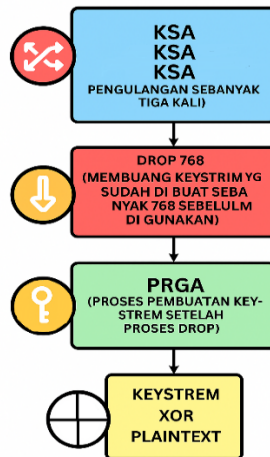 KSA
KSA
KSA
PENGULANGAN SEBANYAK
TIGA KALI)
DROP 768
(MEMBUANG KEYSTRIM YG
SUDAH DI BUAT SEBA
NYAK 768 SEBELULM
DI GUNAKAN)
PRGA
(PROSES PEMBUATAN KEY-
STREM SETELAH
PROSES DROP)
KEYSTREM
XOR
PLAINTEXT